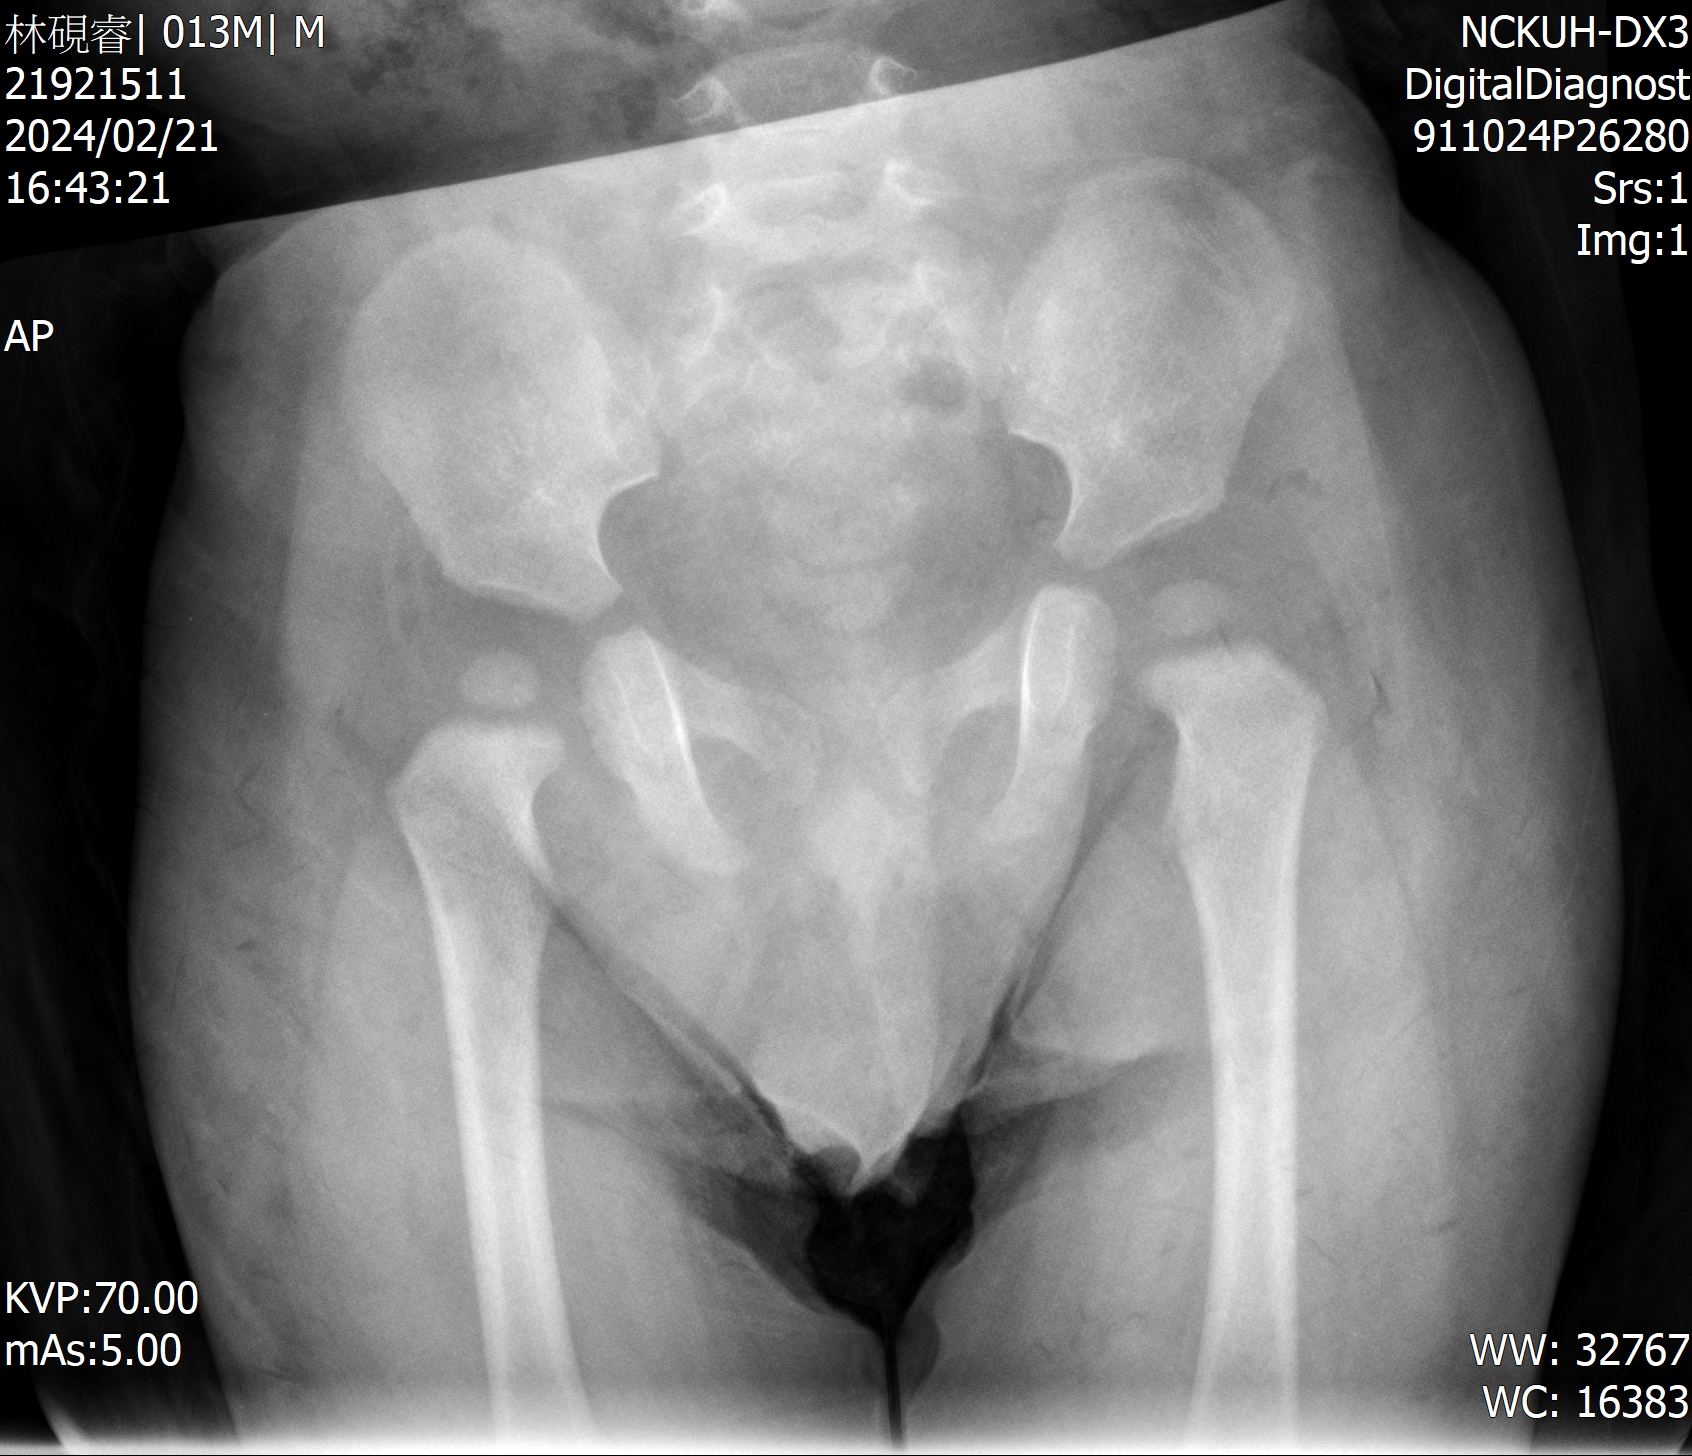 林硯睿| 013M| M
21921511
2024/02/21
16:43:21
AP
NCKUH-DX3
DigitalDiagnost
911024P26280
Srs:1
Img:1
KVP:70.00
mAs:5.00
WW: 32767
WC: 16383